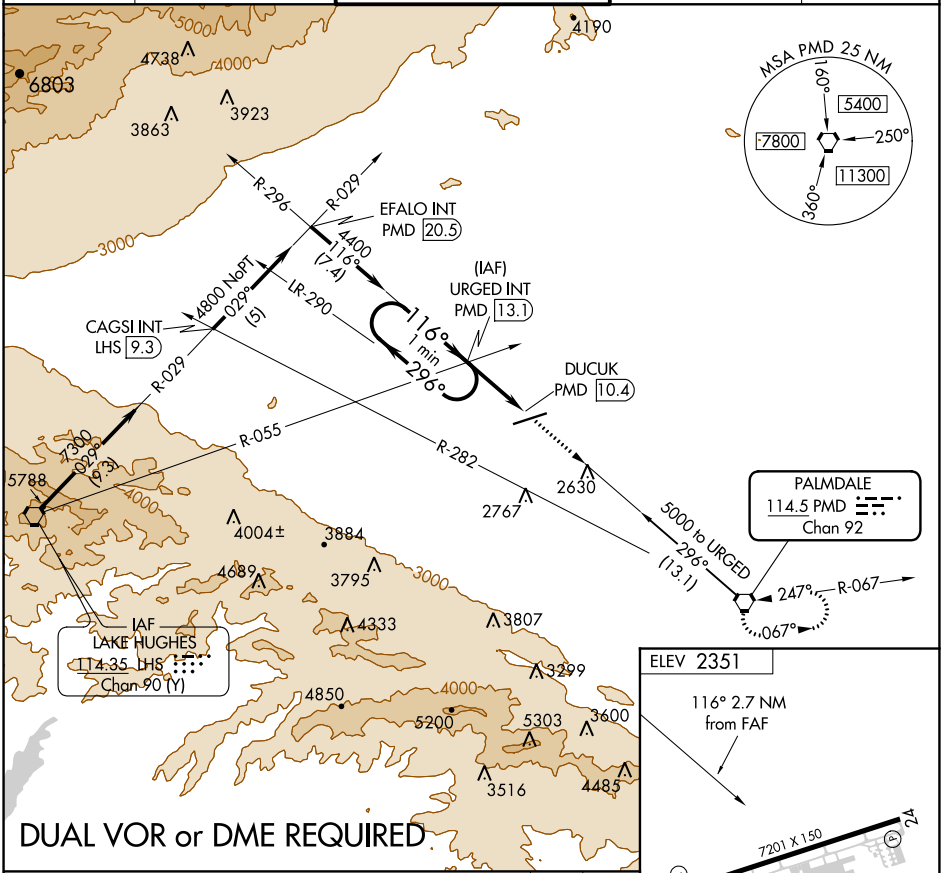 5000
4190
4738
4000
6803
3863
3923
3000
MSA PMD 25 NM
160°
5400
7800
250°
11300
360°
R-296
R-029
EFALO INT
PMD 20.5
4400
116°
(7.4)
(IAF)
URGED INT
PMD 13.1
4800 NoPT
029°
(5)
LR-290
CAGSI INT
LHS 9.3
116°
1 min
296°
DUCUK
PMD 10.4
R-029
R-055
R-282
7300
029°
(9.3)
5788
4000
2630
2767
PALMDALE
114.5 PMD
Chan 92
5000 to URGED
296°
(13.1)
4004±
3884
4689
3795
3000
247°
R-067
067°
IAF
LAKE HUGHES
114.35 LHS
Chan 90 (Y)
4333
3807
3299
4850
4000
5200
5303
3600
3516
4485
ELEV 2351
116° 2.7 NM
from FAF
7201 X 150
24
P
DUAL VOR or DME REQUIRED